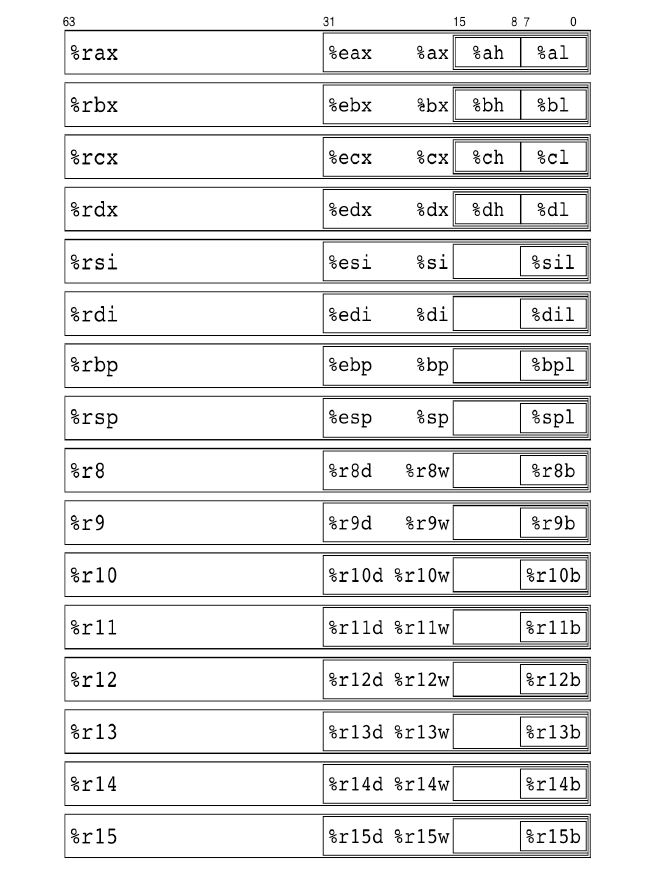 63 31 15 8 7 0
%rax %eax %ax %ah %al
%rbx %ebx %bx %bh %bl
%rcx %ecx %cx %ch %cl
%rdx %edx %dx %dh %dl
%rsi %esi %si %sil
%rdi %edi %di %dil
%rbp %ebp %bp %bpl
%rsp %esp %sp %spl
%r8 %r8d %r8w %r8b
%r9 %r9d %r9w %r9b
%r10 %r10d %r10w %r10b
%r11 %r11d %r11w %r11b
%r12 %r12d %r12w %r12b
%r13 %r13d %r13w %r13b
%r14 %r14d %r14w %r14b
%r15 %r15d %r15w %r15b